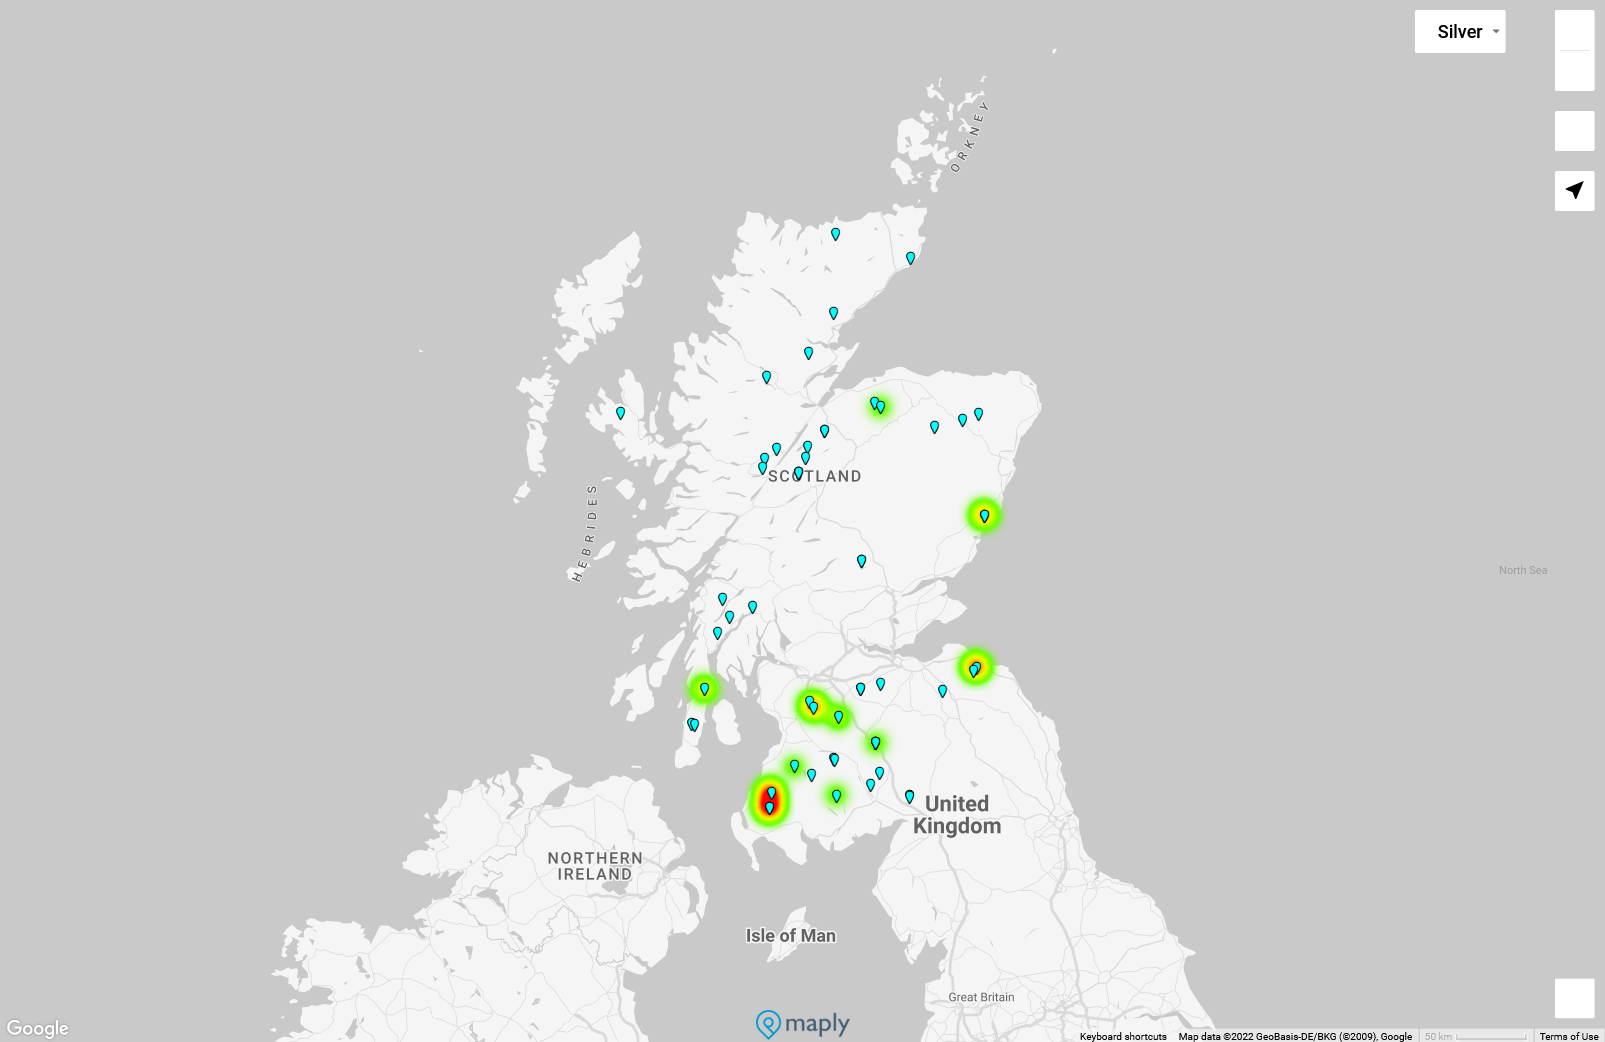 Silver
ORKNEY
SCOTLAND
HEBRIDES
North Sea
United
Kingdom
NORTHERN
IRELAND
Isle of Man
Great Britain
maply
Google
Keyboard shortcuts
Map data ©2022 GeoBasis-DE/BKG (©2009), Google
50 km
Terms of Use